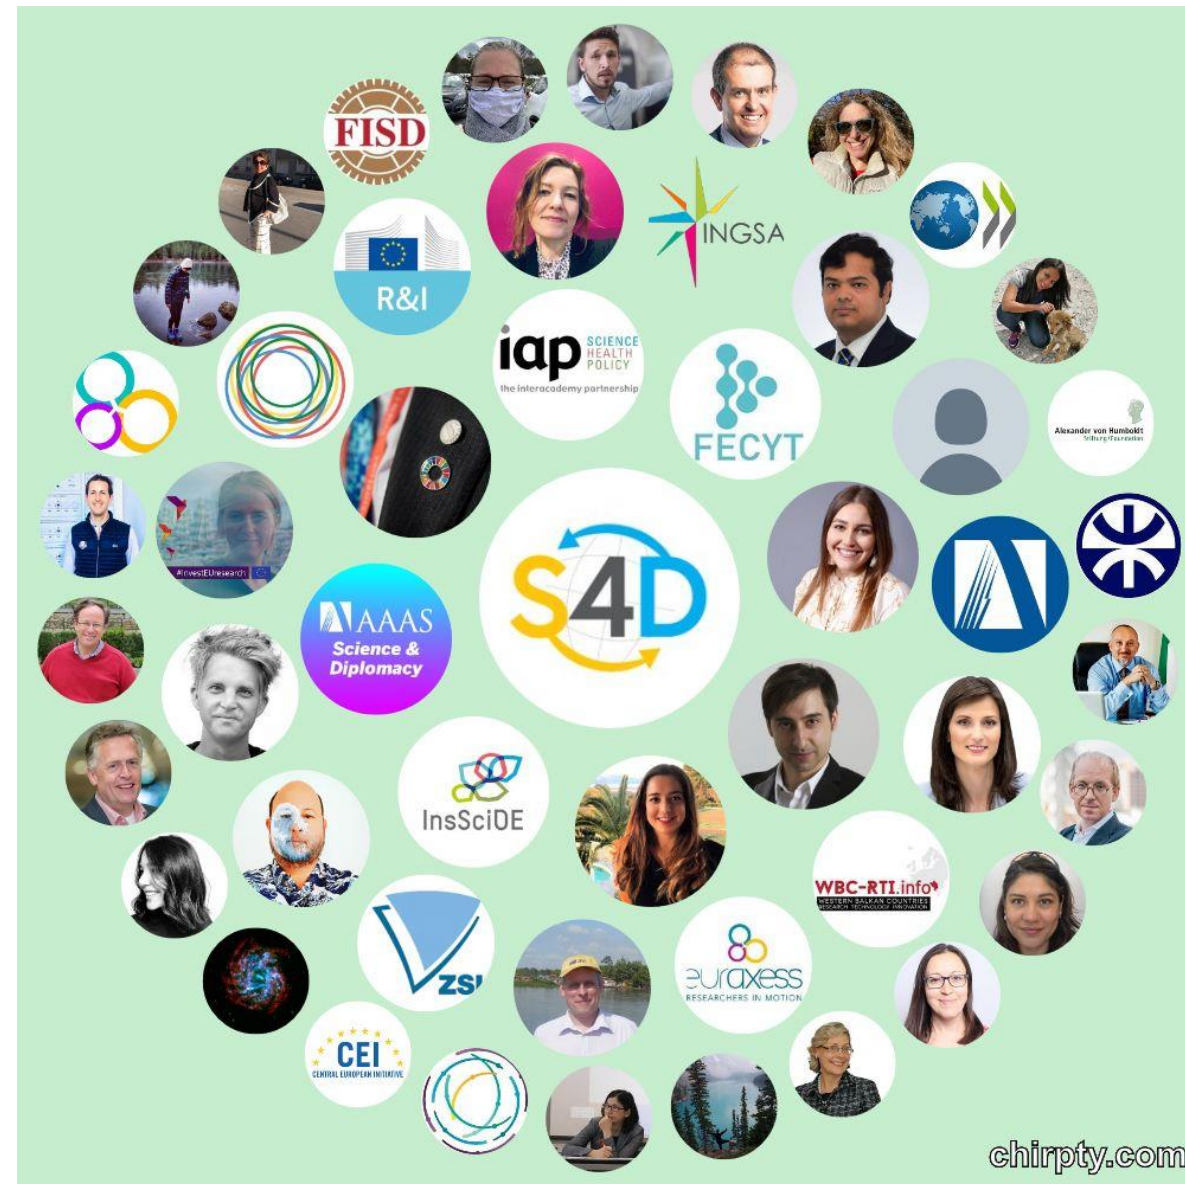 FISD
INGSA
R&I
iap SCIENCE
HEALTH
POLICY
the interacademy partnership
FECYT
Alexander von Humboldt
Stiftung/Foundation
#InvestEUresearch
S4D
AAAS
Science &
Diplomacy
InsSciDE
WBC-RTI.info
WESTERN BALKAN COUNTRIES
RESEARCH TECHNOLOGY INNOVATION
ZSI
euraxess
RESEARCHERS IN MOTION
CEI
CENTRAL EUROPEAN INITIATIVE
chirpty.com